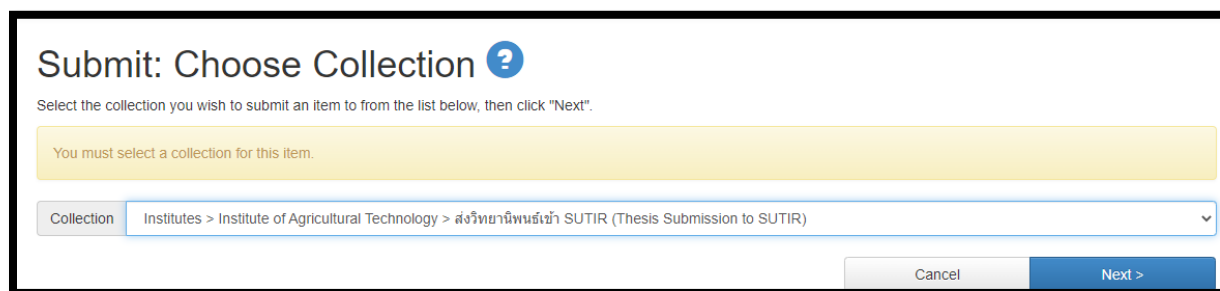 Submit: Choose Collection ?
Select the collection you wish to submit an item to from the list below, then click "Next".
You must select a collection for this item.
Collection Institutes > Institute of Agricultural Technology > ส่งวิทยานิพนธ์เข้า SUTIR (Thesis Submission to SUTIR)
Cancel Next >